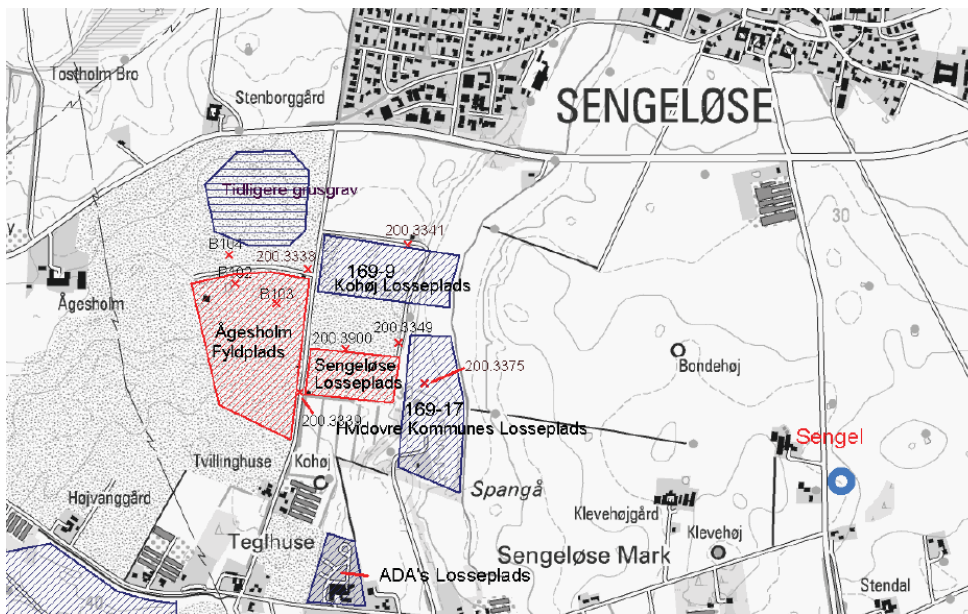 Tostholm Bro
Stenborggård
SENGELØSE
Tidligere grusgrav
30
200.3341
B104
200.3338
169-9
B102
Kohøj Losseplads
Ågesholm
B103
200.3349
Ågesholm
Fyldplads
200.3900
Sengeløse
Losseplads
200.3375
Bondehøj
169-17
200.3339
Hvidovre Kommunes Losseplads
Sengel
Tvillinghuse
Kohøj
Højvanggård
Spangå
Klevehøjgård
Teglhuse
Klevehøj
Sengeløse Mark
ADA's Losseplads
Stendal
40